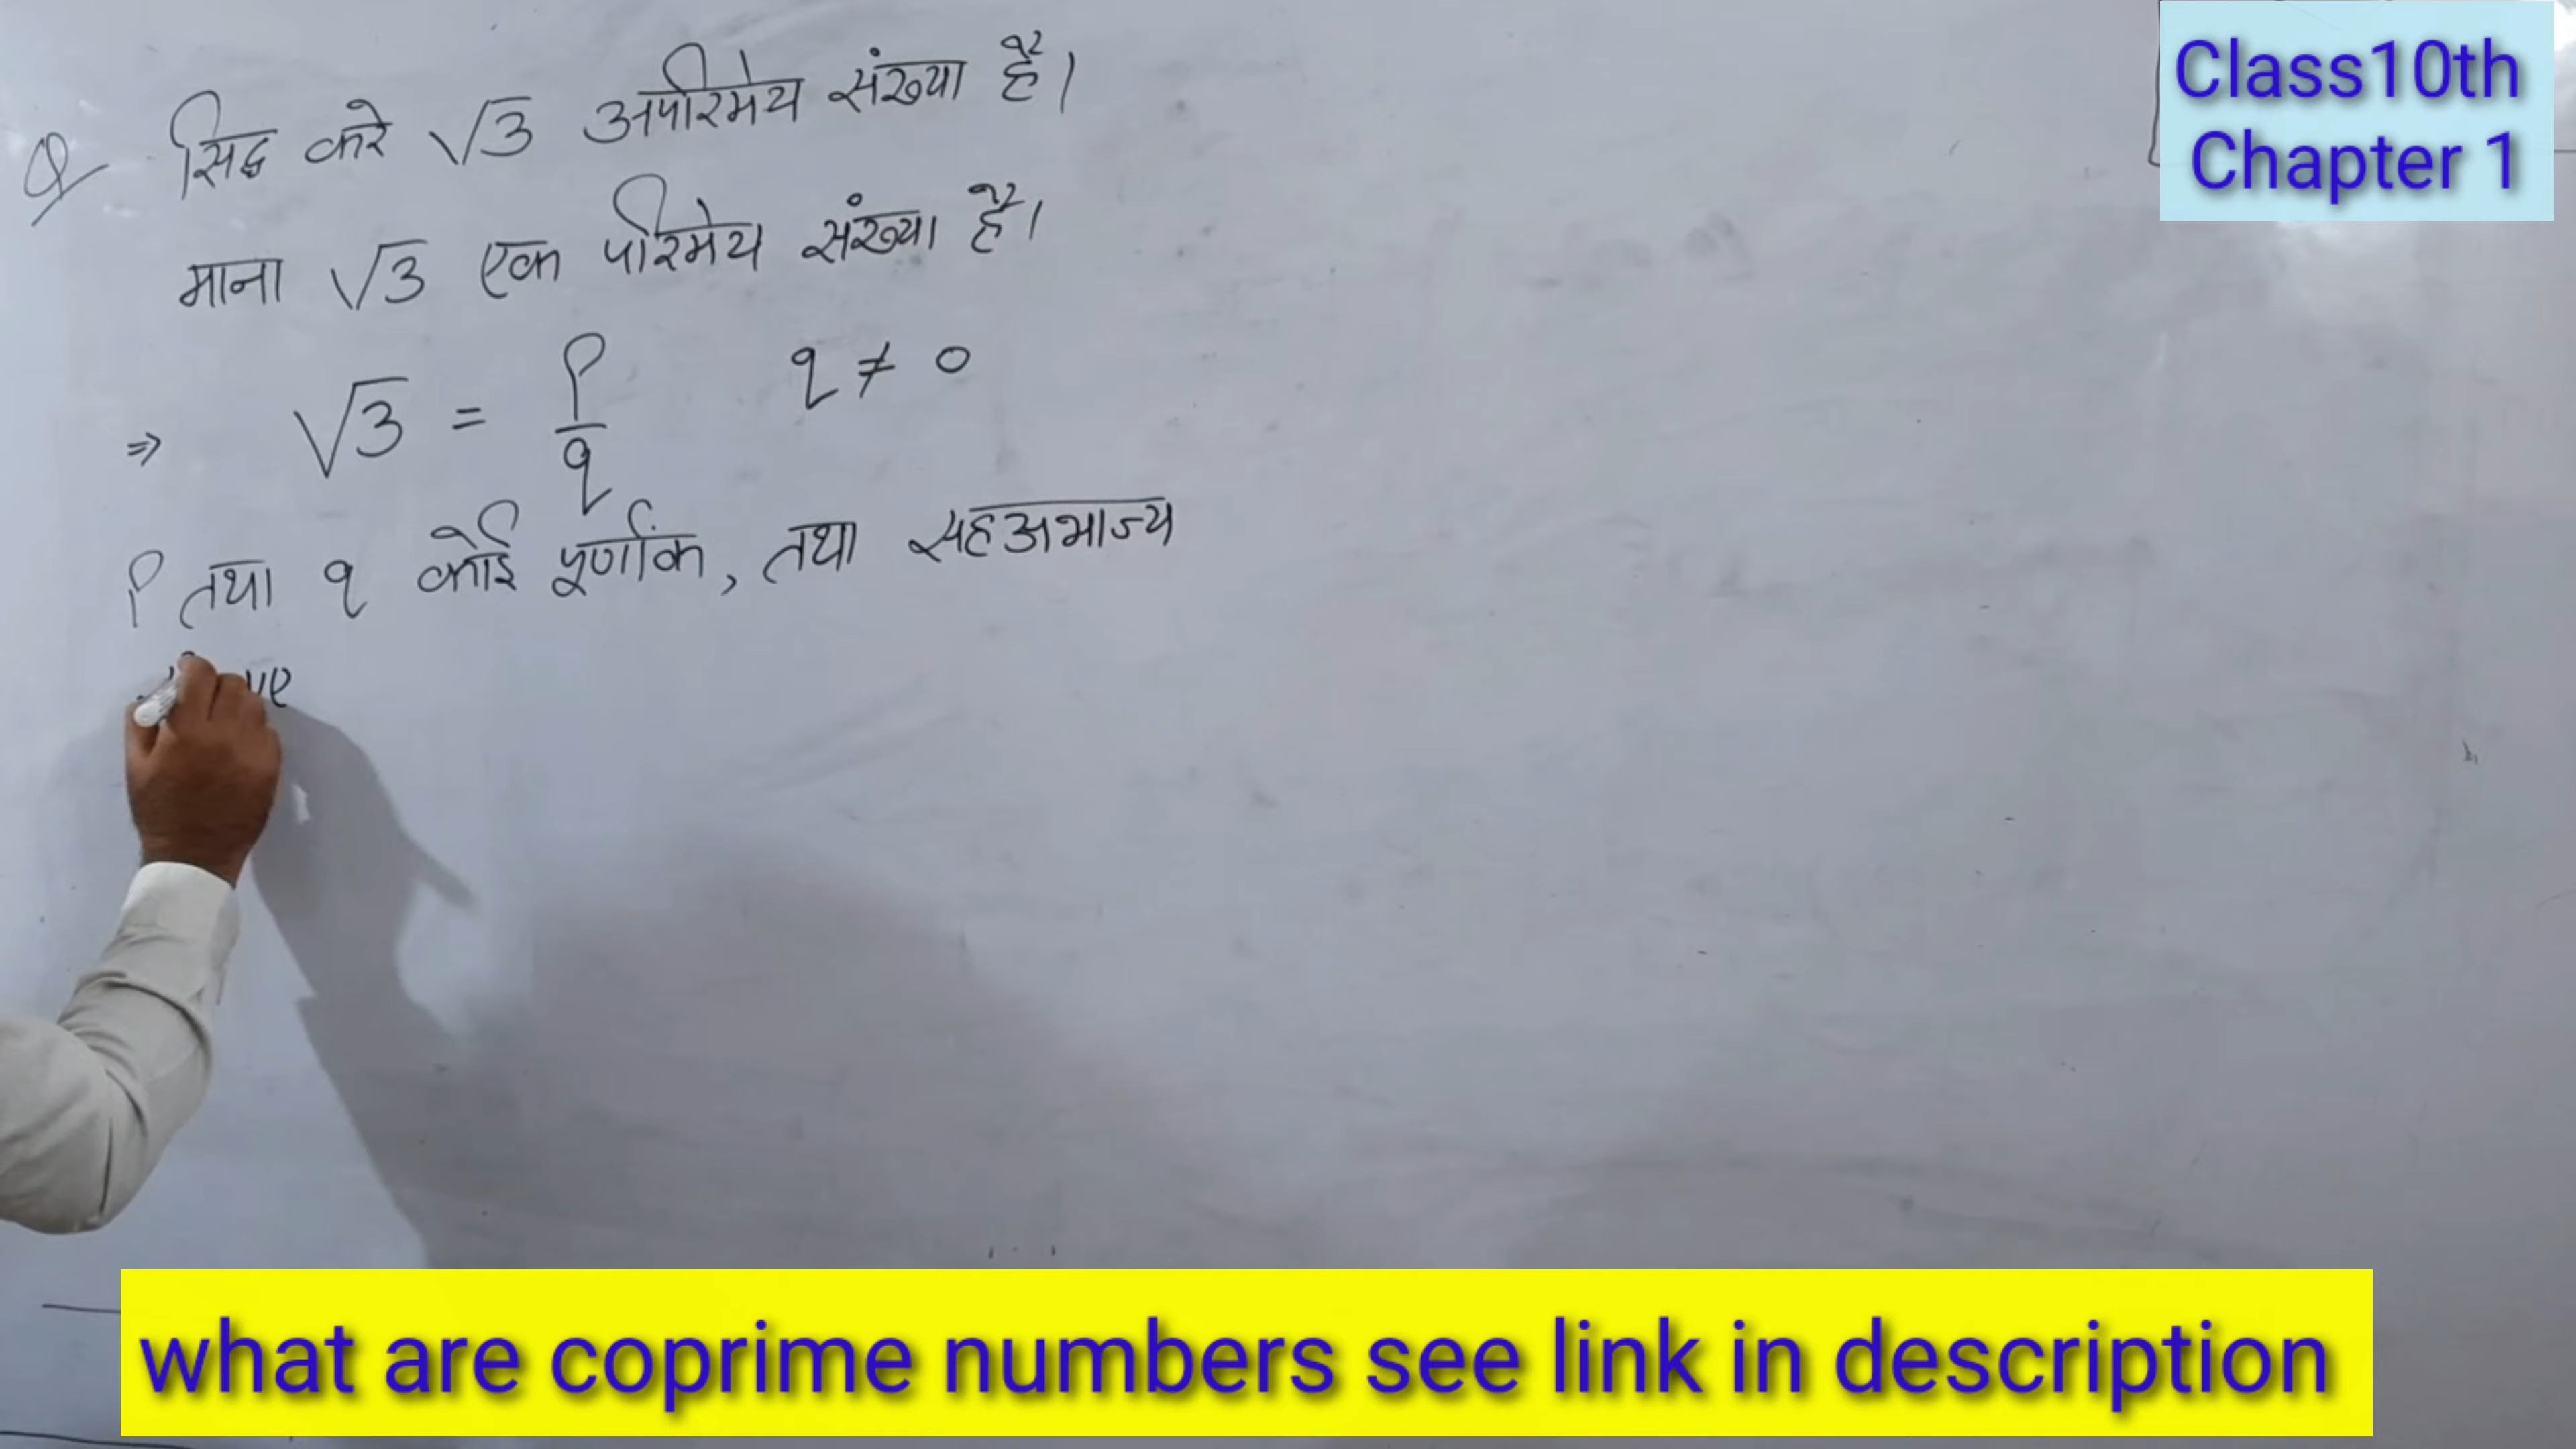 Q सिद्ध करे √3 अपरिमेय संख्या है।
माना √3 एक परिमेय संख्या है।
⇒ √3 = p/q q ≠ 0
P तथा q कोई पूर्णांक, तथा सहअभाज्य
Class10th
Chapter 1
what are coprime numbers see link in description